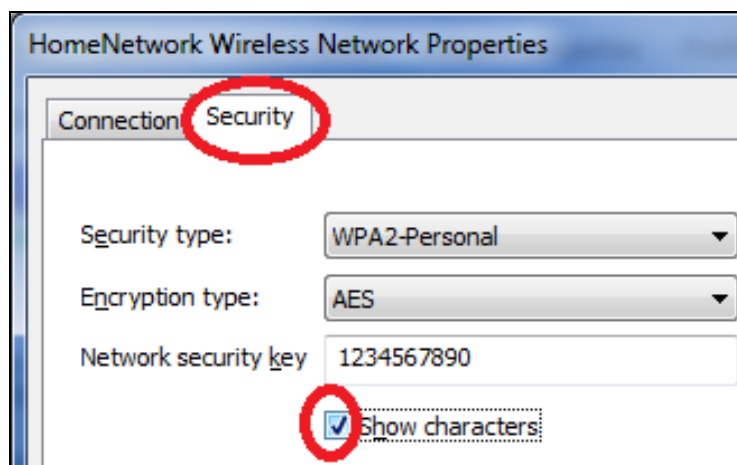 HomeNetwork Wireless Network Properties
Connection Security
Security type: WPA2-Personal
Encryption type: AES
Network security key 1234567890
Show characters